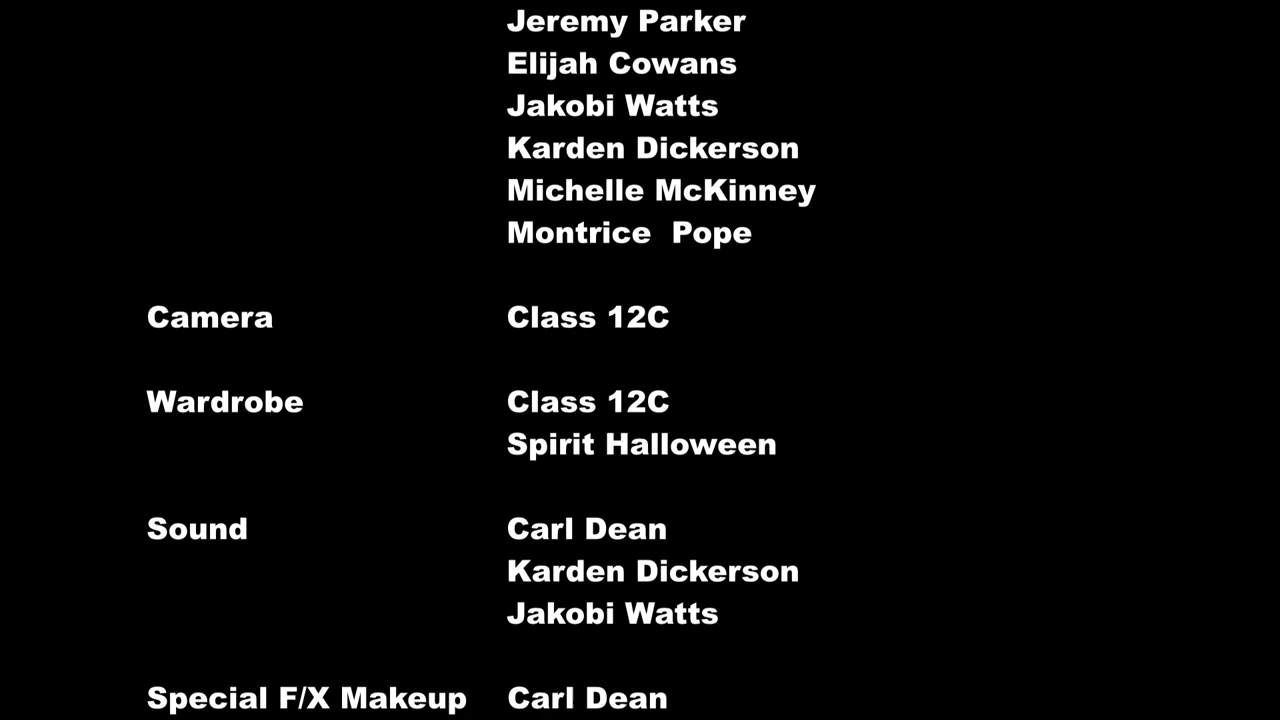 Jeremy Parker
Elijah Cowans
Jakobi Watts
Karden Dickerson
Michelle McKinney
Montrice  Pope
Camera Class 12C
Wardrobe Class 12C
Spirit Halloween
Sound Carl Dean
Karden Dickerson
Jakobi Watts
Special F/X Makeup Carl Dean